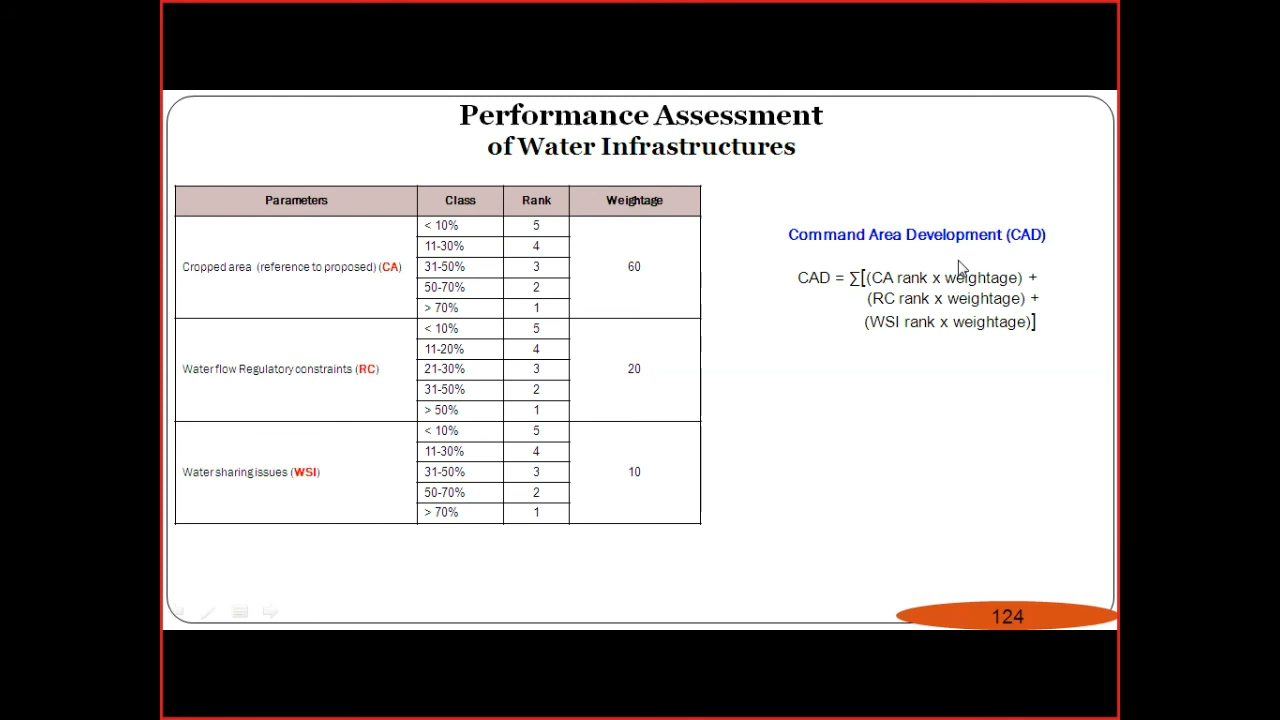 Performance Assessment
of Water Infrastructures
Parameters Class Rank Weightage
Cropped area (reference to proposed) (CA) 60
< 10% 5
11-30% 4
31-50% 3
50-70% 2
> 70% 1
Water flow Regulatory constraints (RC) 20
< 10% 5
11-20% 4
21-30% 3
31-50% 2
> 50% 1
Water sharing issues (WSI) 10
< 10% 5
11-30% 4
31-50% 3
50-70% 2
> 70% 1
Command Area Development (CAD)
CAD = ∑[(CA rank x weightage) +
(RC rank x weightage) +
(WSI rank x weightage)]
124